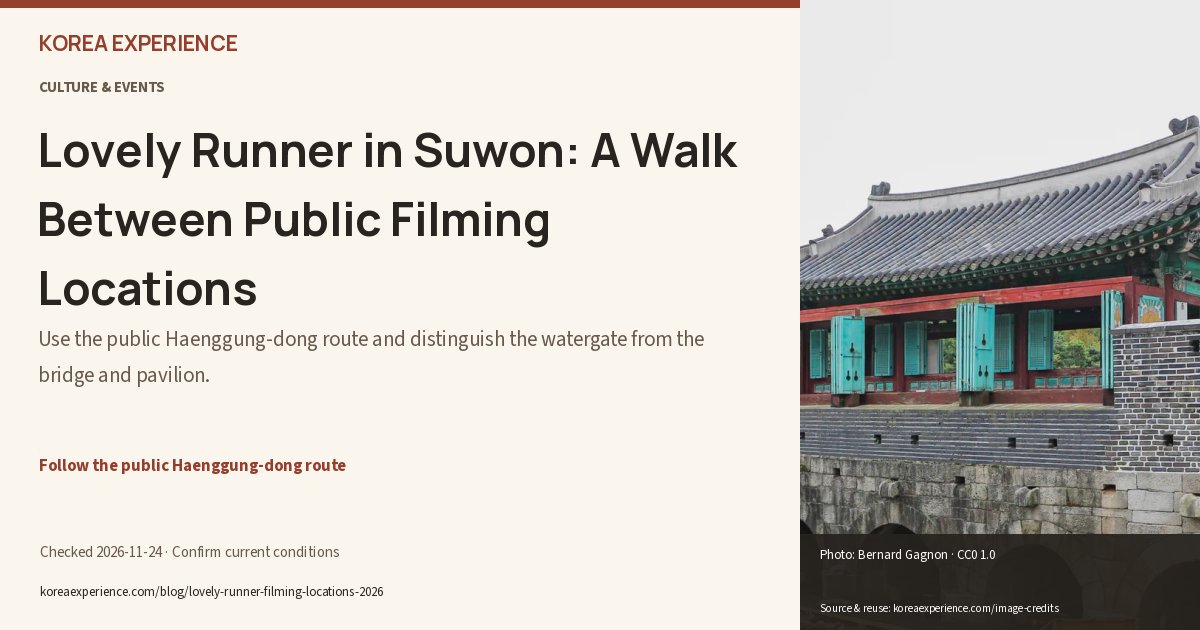 KOREA EXPERIENCE
CULTURE & EVENTS
Lovely Runner in Suwon: A Walk
Between Public Filming
Locations
Use the public Haenggung-dong route and distinguish the watergate from the
bridge and pavilion.
Follow the public Haenggung-dong route
Checked 2026-11-24 · Confirm current conditions
koreaexperience.com/blog/lovely-runner-filming-locations-2026
Photo: Bernard Gagnon · CC0 1.0
Source & reuse: koreaexperience.com/image-credits